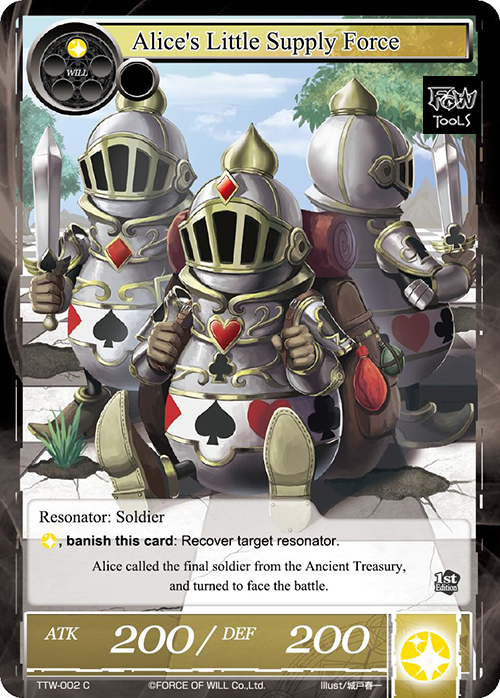 Alice's Little Supply Force
WILL
FOW
TOOLS
Resonator: Soldier
, banish this card: Recover target resonator.
Alice called the final soldier from the Ancient Treasury,
and turned to face the battle.
1st
Edition
ATK 200 / DEF 200
TTW-002 C ©FORCE OF WILL Co.,Ltd. Illust/城戸春一